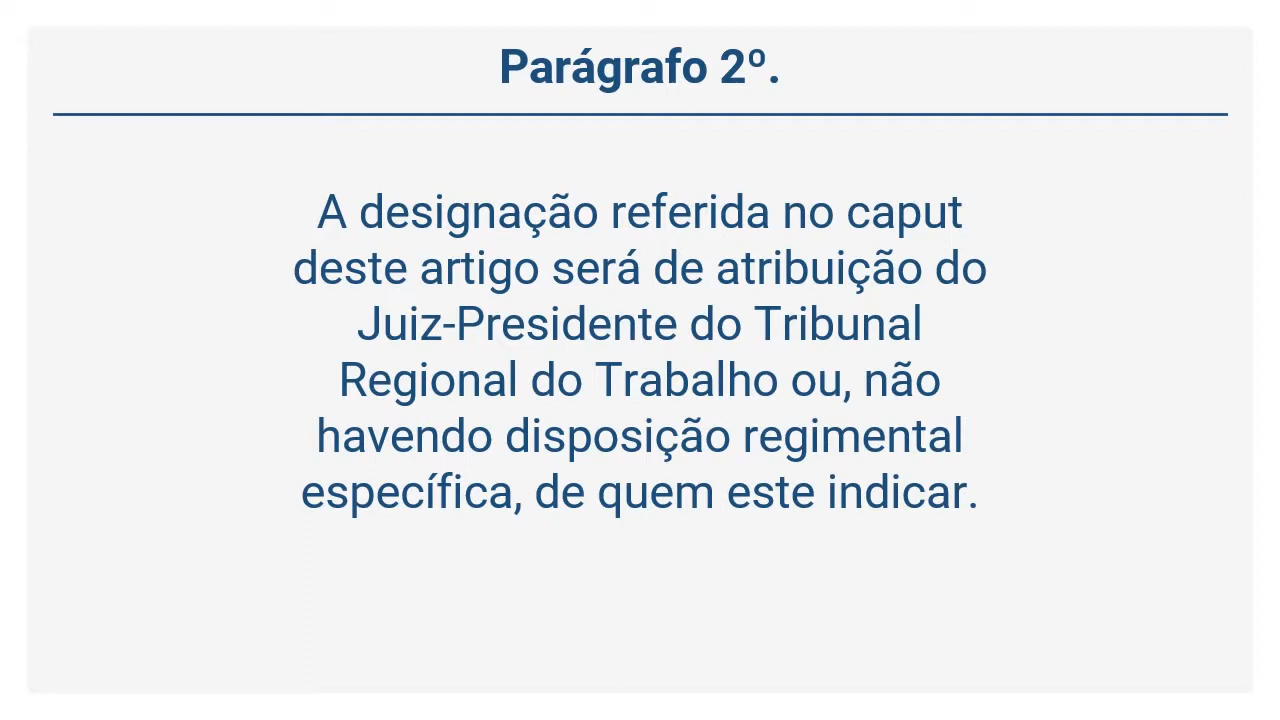 Parágrafo 2º.
A designação referida no caput
deste artigo será de atribuição do
Juiz-Presidente do Tribunal
Regional do Trabalho ou, não
havendo disposição regimental
específica, de quem este indicar.